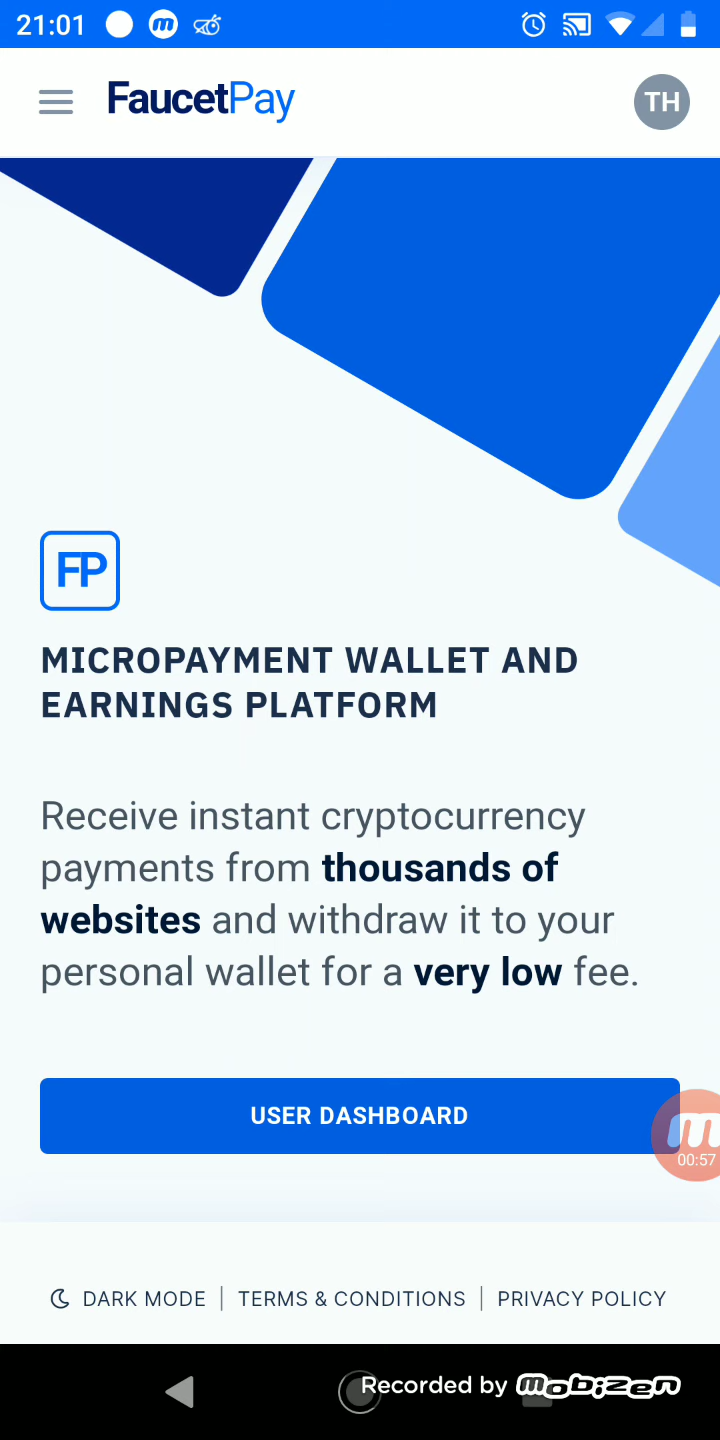 21:01
FaucetPay
TH
FP
MICROPAYMENT WALLET AND
EARNINGS PLATFORM
Receive instant cryptocurrency
payments from thousands of
websites and withdraw it to your
personal wallet for a very low fee.
USER DASHBOARD
m
00:57
DARK MODE | TERMS & CONDITIONS | PRIVACY POLICY
Recorded by mobizen